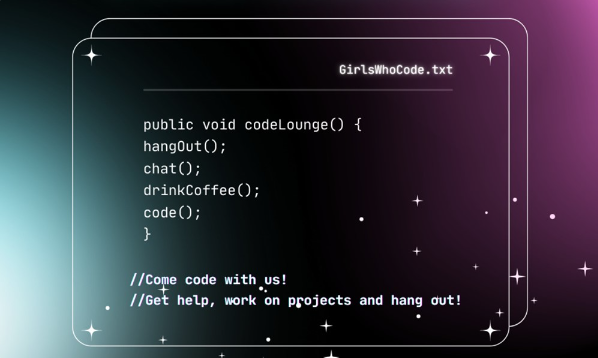 GirlsWhoCode.txt
public void codeLounge() {
hangOut();
chat();
drinkCoffee();
code();
}
//Come code with us!
//Get help, work on projects and hang out!